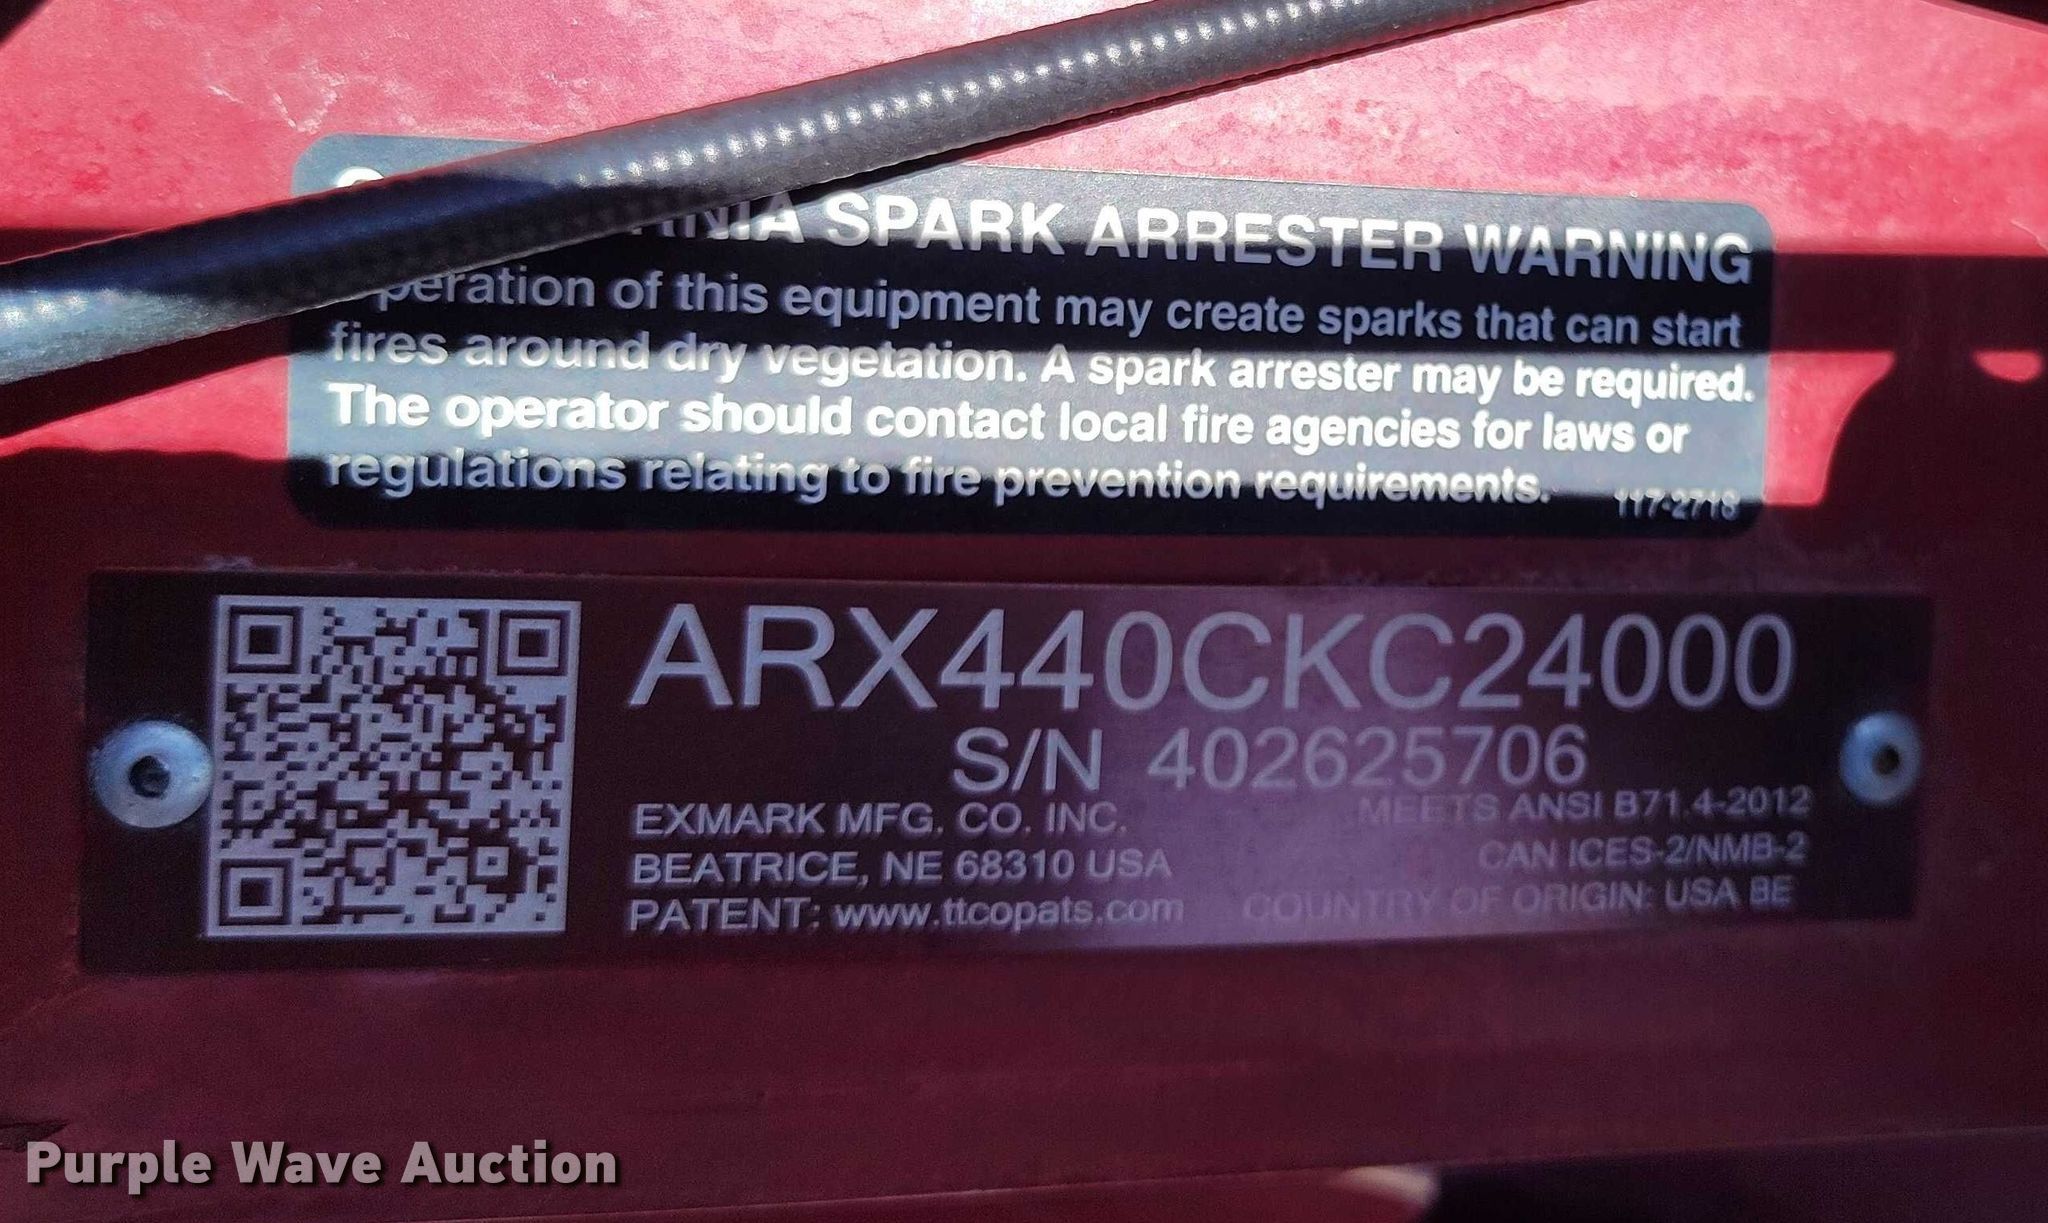 SPARK ARRESTER WARNING
of this equipment may create sparks that can start
fires around dry vegetation. A spark arrester may be required.
The operator should contact local fire agencies for laws or
regulations relating to fire prevention requirements.
117-2718
ARX440CKC24000
S/N 402625706
EXMARK MFG. CO. INC.
BEATRICE, NE 68310 USA
PATENT: www.ttcopats.com
MEETS ANSI B71.4-2012
CAN ICES-2/NMB-2
COUNTRY OF ORIGIN: USA BE
Purple Wave Auction